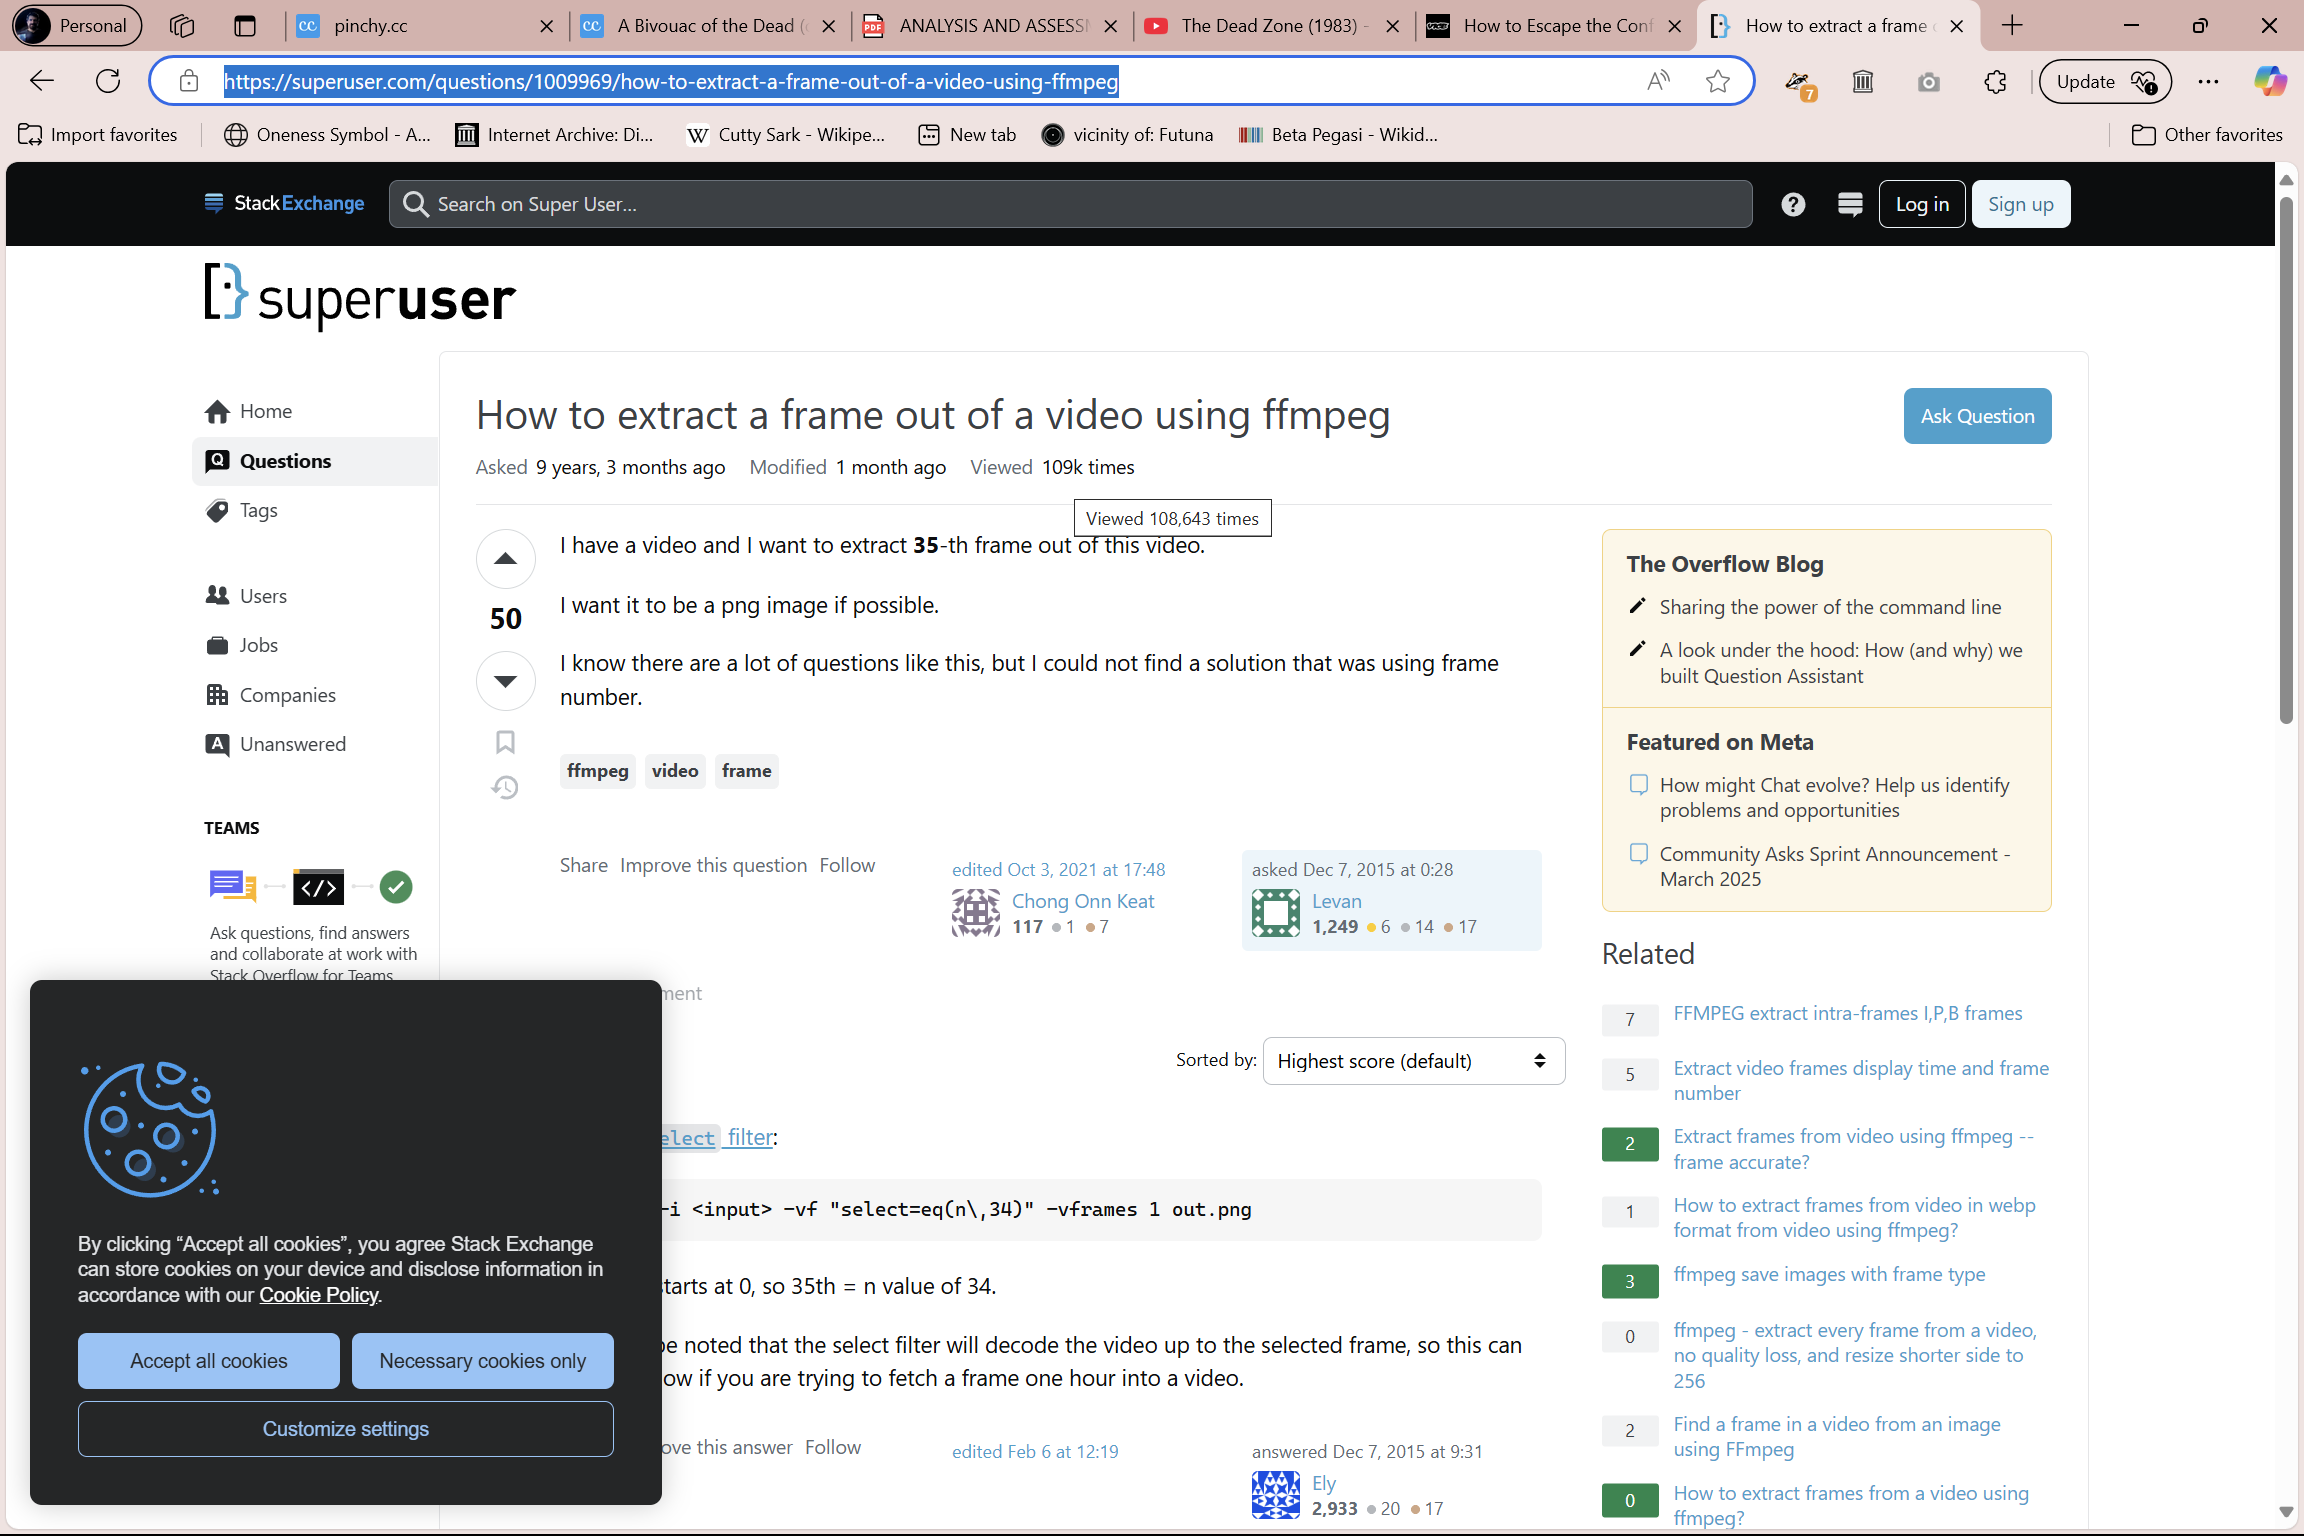 Personal
pinchy.cc
A Bivouac of the Dead (
ANALYSIS AND ASSESSM
The Dead Zone (1983) -
How to Escape the Conf
How to extract a frame
https://superuser.com/questions/1009969/how-to-extract-a-frame-out-of-a-video-using-ffmpeg
7
Update
Import favorites
Oneness Symbol - A...
Internet Archive: Di...
Cutty Sark - Wikipe...
New tab
vicinity of: Futuna
Beta Pegasi - Wikid...
Other favorites
StackExchange
Search on Super User...
Log in
Sign up
superuser
Home
Questions
Tags
Users
Jobs
Companies
Unanswered
TEAMS
Ask questions, find answers
and collaborate at work with
Stack Overflow for Teams
How to extract a frame out of a video using ffmpeg
Ask Question
Asked 9 years, 3 months ago Modified 1 month ago Viewed 109k times
Viewed 108,643 times
I have a video and I want to extract 35-th frame out of this video.
50
I want it to be a png image if possible.
I know there are a lot of questions like this, but I could not find a solution that was using frame
number.
ffmpeg video frame
Share Improve this question Follow
edited Oct 3, 2021 at 17:48
Chong Onn Keat
117 1 7
asked Dec 7, 2015 at 0:28
Levan
1,249 6 14 17
ment
Sorted by:
Highest score (default)
elect filter:
-i <input> -vf "select=eq(n\,34)" -vframes 1 out.png
tarts at 0, so 35th = n value of 34.
be noted that the select filter will decode the video up to the selected frame, so this can
ow if you are trying to fetch a frame one hour into a video.
ove this answer Follow
edited Feb 6 at 12:19
answered Dec 7, 2015 at 9:31
Ely
2,933 20 17
The Overflow Blog
Sharing the power of the command line
A look under the hood: How (and why) we
built Question Assistant
Featured on Meta
How might Chat evolve? Help us identify
problems and opportunities
Community Asks Sprint Announcement -
March 2025
Related
7 FFMPEG extract intra-frames I,P,B frames
5 Extract video frames display time and frame
number
2 Extract frames from video using ffmpeg --
frame accurate?
1 How to extract frames from video in webp
format from video using ffmpeg?
3 ffmpeg save images with frame type
0 ffmpeg - extract every frame from a video,
no quality loss, and resize shorter side to
256
2 Find a frame in a video from an image
using FFmpeg
0 How to extract frames from a video using
ffmpeg?
By clicking “Accept all cookies”, you agree Stack Exchange
can store cookies on your device and disclose information in
accordance with our Cookie Policy.
Accept all cookies
Necessary cookies only
Customize settings